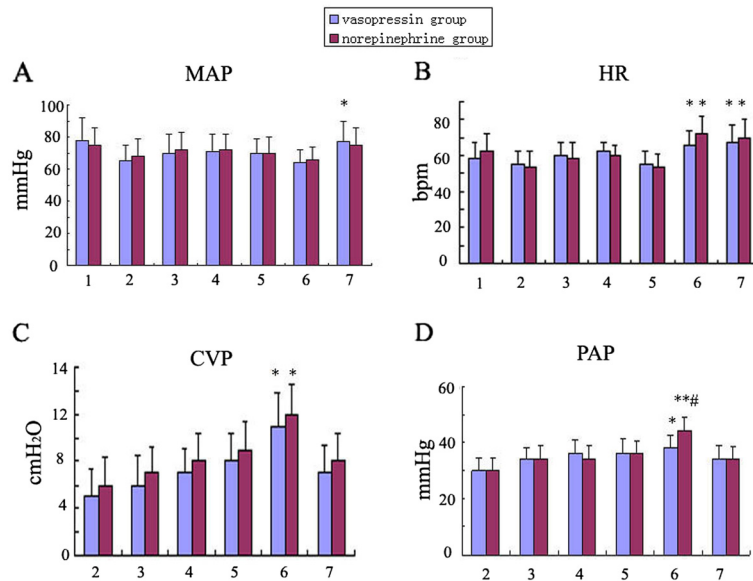 vasopressin group
norepinephrine group
A
MAP
mmHg
100
80
60
40
20
0
*
1 2 3 4 5 6 7
B
HR
bpm
80
60
40
20
0
* * * *
1 2 3 4 5 6 7
C
CVP
cmH₂O
14
12
8
4
0
* *
2 3 4 5 6 7
D
PAP
mmHg
60
40
20
0
*
**#
2 3 4 5 6 7